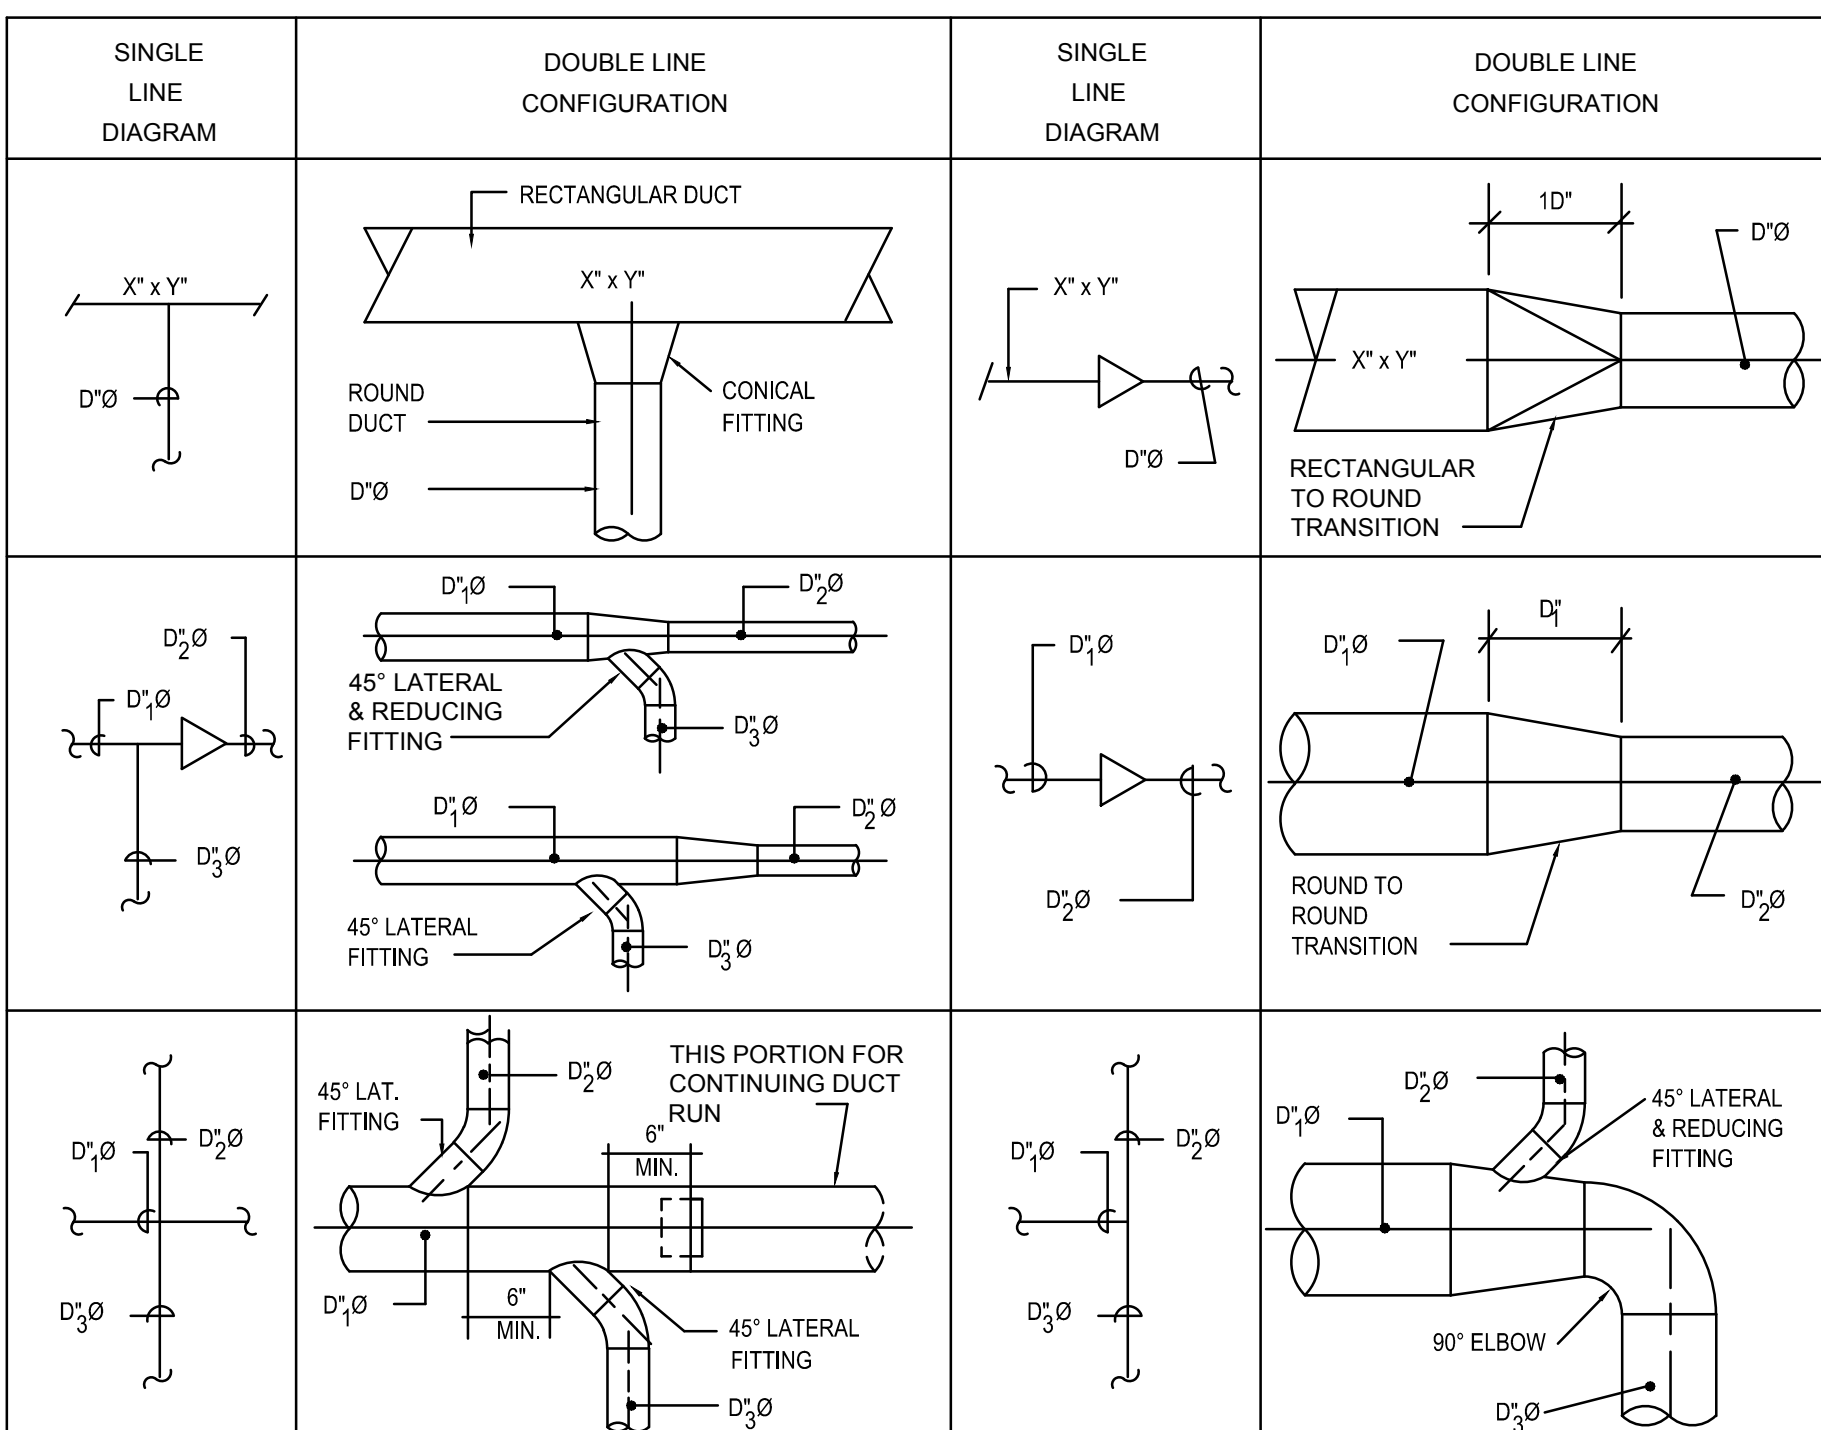 SINGLE
LINE
DIAGRAM
DOUBLE LINE
CONFIGURATION
SINGLE
LINE
DIAGRAM
DOUBLE LINE
CONFIGURATION
X" x Y"
D"Ø
RECTANGULAR DUCT
X" x Y"
ROUND
DUCT
CONICAL
FITTING
D"Ø
X" x Y"
D"Ø
1D"
D"Ø
X" x Y"
RECTANGULAR
TO ROUND
TRANSITION
D"₂Ø
D"₁Ø
D"₃Ø
D"₁Ø
D"₂Ø
45° LATERAL
& REDUCING
FITTING
D"₃Ø
D"₁Ø
D"₂Ø
45° LATERAL
FITTING
D"₃Ø
D"₁Ø
D"₂Ø
D"₁
D"₁Ø
ROUND TO
ROUND
TRANSITION
D"₂Ø
D"₁Ø
D"₂Ø
D"₃Ø
45° LAT.
FITTING
D"₂Ø
THIS PORTION FOR
CONTINUING DUCT
RUN
6"
MIN.
D"₁Ø
6"
MIN.
45° LATERAL
FITTING
D"₃Ø
D"₁Ø
D"₂Ø
D"₃Ø
D"₂Ø
D"₁Ø
45° LATERAL
& REDUCING
FITTING
90° ELBOW
D"₃Ø